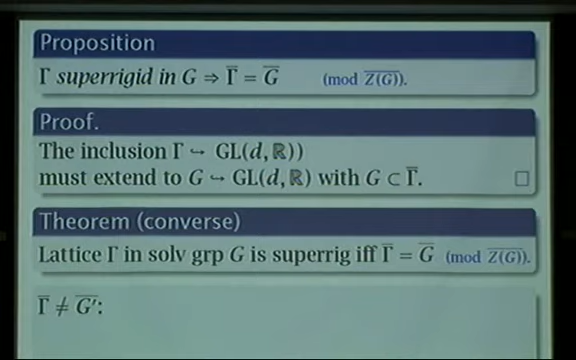 Proposition
Γ superrigid in G ⇒ Γ̅ = G̅ (mod Z(G)̅).
Proof.
The inclusion Γ ↪ GL(d, ℝ))
must extend to G ↪ GL(d, ℝ) with G ⊂ Γ̅. □
Theorem (converse)
Lattice Γ in solv grp G is superrig iff Γ̅ = G̅ (mod Z(G)̅).
Γ̅ ≠ G̅′: